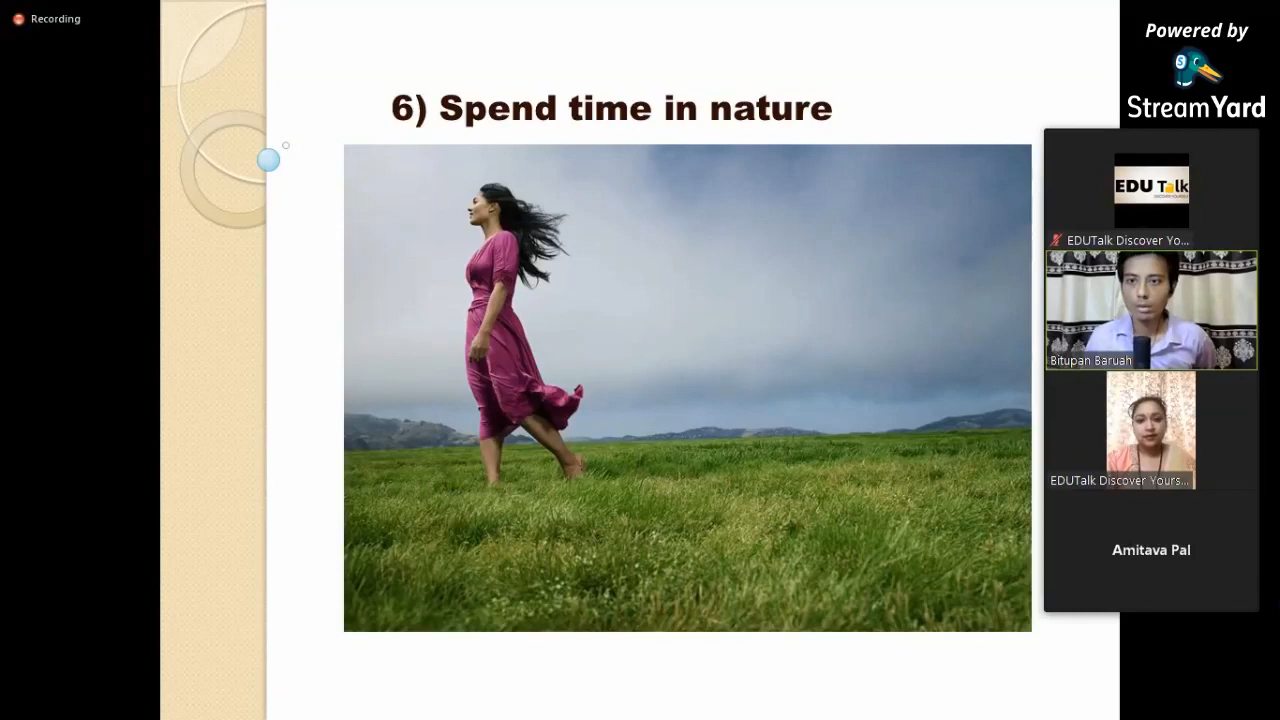 Recording
6) Spend time in nature
Powered by
StreamYard
EDU Talk
EDUTalk Discover Yo...
Bitupan Baruah
EDUTalk Discover Yours...
Amitava Pal